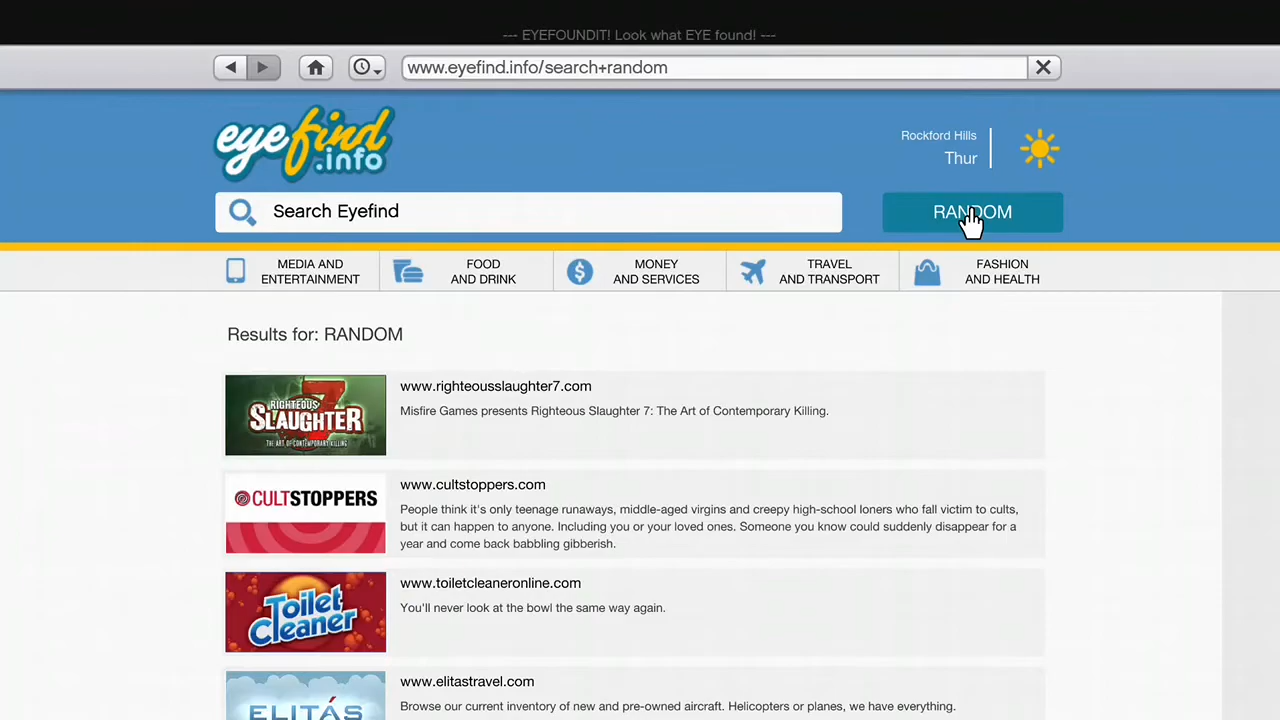 --- EYEFOUNDIT! Look what EYE found! ---
www.eyefind.info/search+random
eyefind
.info
Rockford Hills
Thur
Search Eyefind
RANDOM
MEDIA AND
ENTERTAINMENT
FOOD
AND DRINK
MONEY
AND SERVICES
TRAVEL
AND TRANSPORT
FASHION
AND HEALTH
Results for: RANDOM
RIGHTEOUS
SLAUGHTER
7
THE ART OF CONTEMPORARY KILLING
www.righteousslaughter7.com
Misfire Games presents Righteous Slaughter 7: The Art of Contemporary Killing.
CULTSTOPPERS
www.cultstoppers.com
People think it's only teenage runaways, middle-aged virgins and creepy high-school loners who fall victim to cults,
but it can happen to anyone. Including you or your loved ones. Someone you know could suddenly disappear for a
year and come back babbling gibberish.
Toilet
Cleaner
www.toiletcleaneronline.com
You'll never look at the bowl the same way again.
ELITÁS
www.elitastravel.com
Browse our current inventory of new and pre-owned aircraft. Helicopters or planes, we have everything.